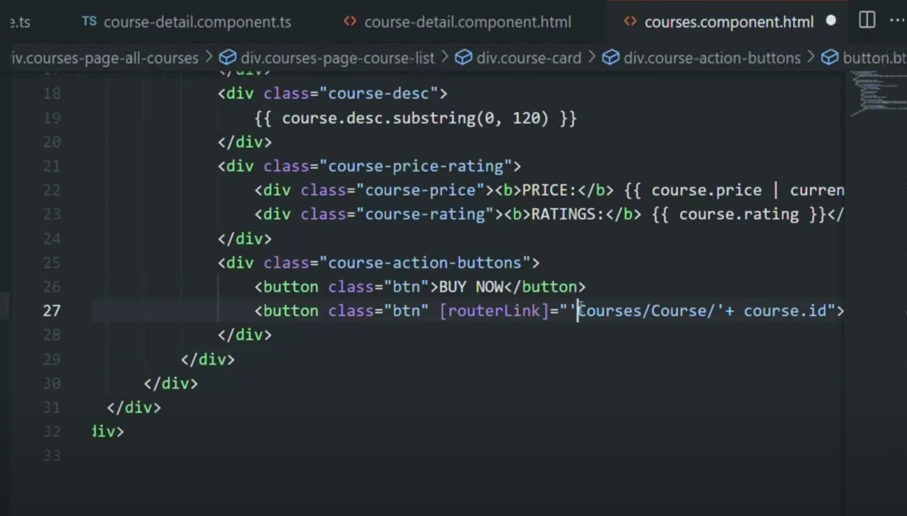 e.ts TS course-detail.component.ts <> course-detail.component.html <> courses.component.html
iv.courses-page-all-courses > div.courses-page-course-list > div.course-card > div.course-action-buttons > button.bt
18 <div class="course-desc">
19 {{ course.desc.substring(0, 120) }}
20 </div>
21 <div class="course-price-rating">
22 <div class="course-price"><b>PRICE:</b> {{ course.price | curren
23 <div class="course-rating"><b>RATINGS:</b> {{ course.rating }}</
24 </div>
25 <div class="course-action-buttons">
26 <button class="btn">BUY NOW</button>
27 <button class="btn" [routerLink]="'Courses/Course/'+ course.id">
28 </div>
29 </div>
30 </div>
31 </div>
32 div>
33